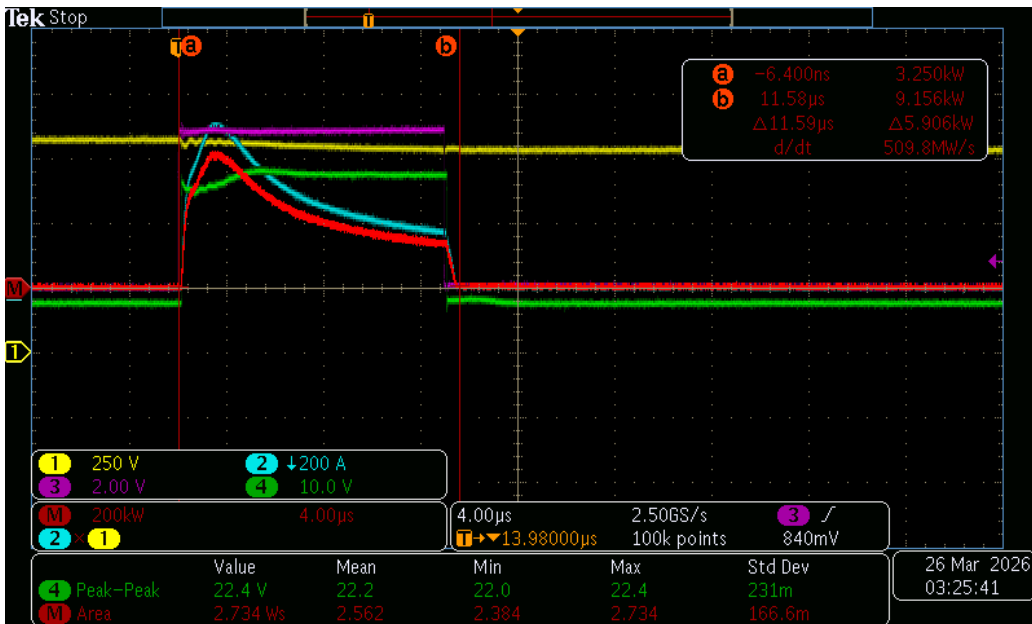 Tek Stop
T
T a b
a −6.400ns 3.250kW
b 11.58µs 9.156kW
△11.59µs △5.906kW
d/dt 509.8MW/s
M
1
1 250 V 2 ↓200 A
3 2.00 V 4 10.0 V
M 200kW 4.00µs
2 × 1
4.00µs 2.50GS/s 3 /
T→▼13.98000µs 100k points 840mV
Value Mean Min Max Std Dev
4 Peak−Peak 22.4 V 22.2 22.0 22.4 231m
M Area 2.734 Ws 2.562 2.384 2.734 166.6m
26 Mar 2026
03:25:41